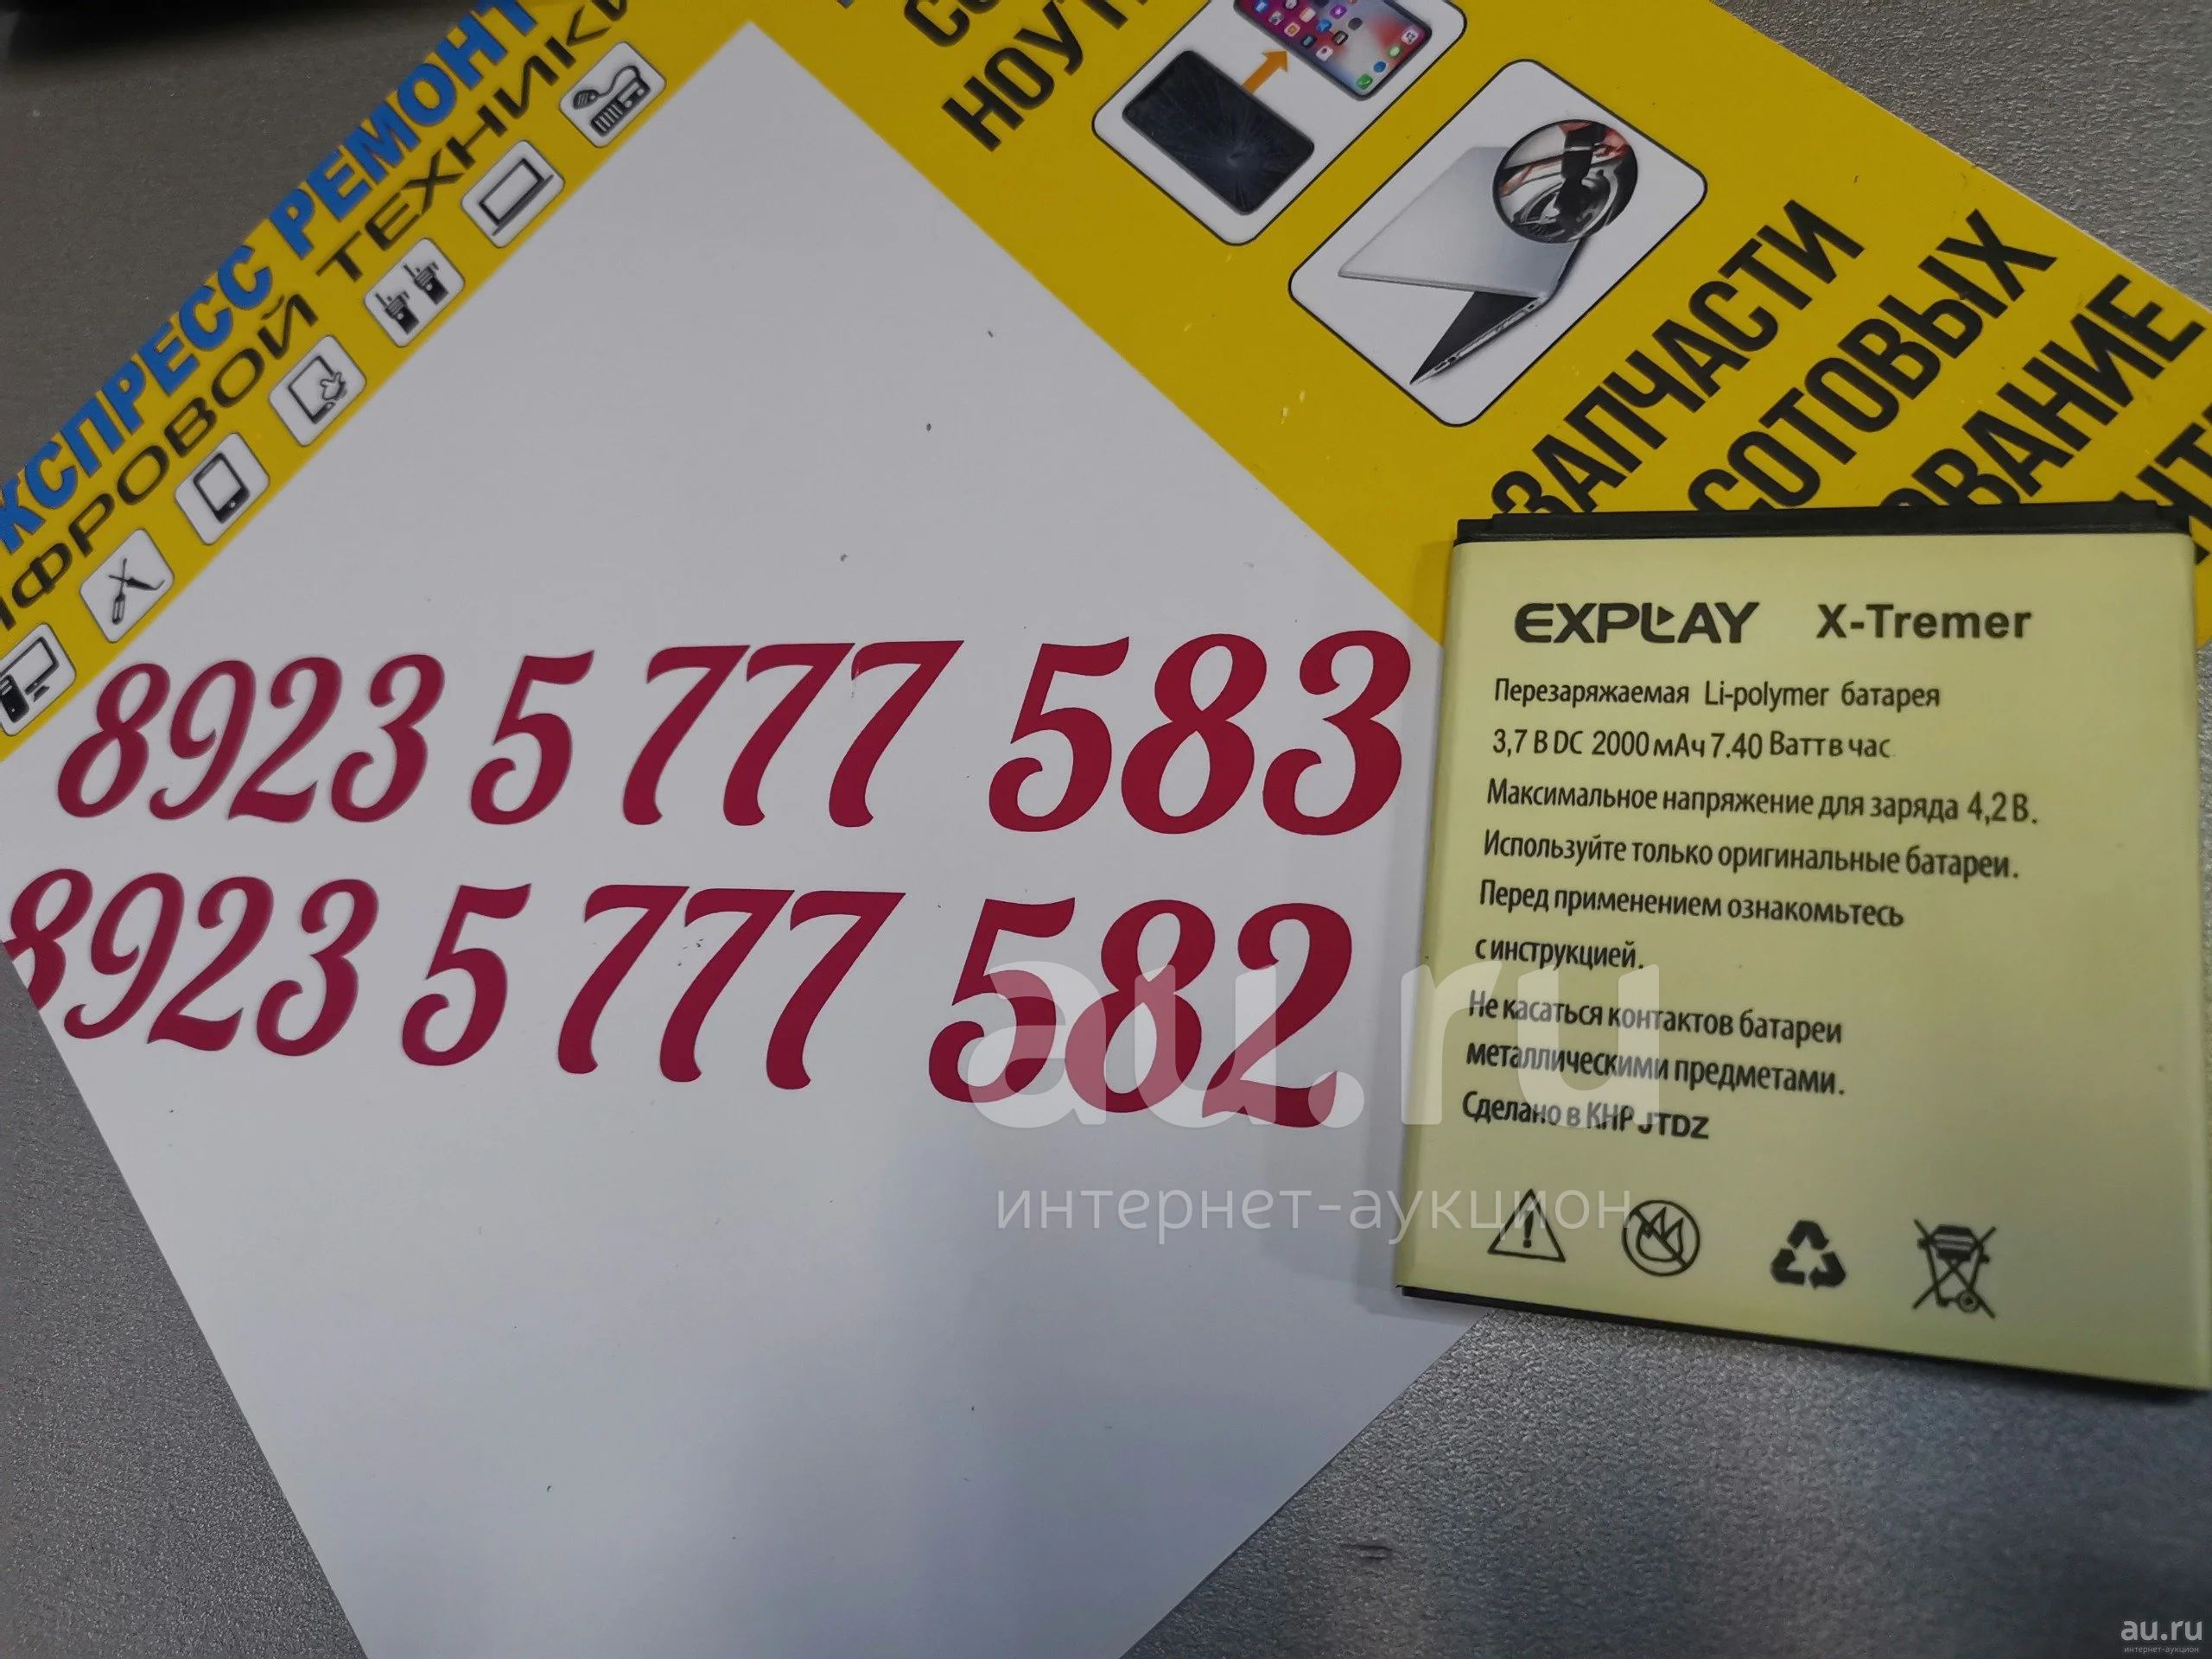 ЭКСПРЕСС РЕМОНТ
ЦИФРОВОЙ ТЕХНИКИ
ЗАПЧАСТИ
СОТОВЫХ
8923 5 777 583
8923 5 777 582
EXPLAY X-Tremer
Перезаряжаемая Li-polymer батарея
3,7 В DC 2000 мАч 7.40 Ватт в час
Максимальное напряжение для заряда 4,2 В.
Используйте только оригинальные батареи.
Перед применением ознакомьтесь
с инструкцией.
Не касаться контактов батареи
металлическими предметами.
Сделано в КНР JTDZ
au.ru
интернет-аукцион
au.ru
интернет-аукцион